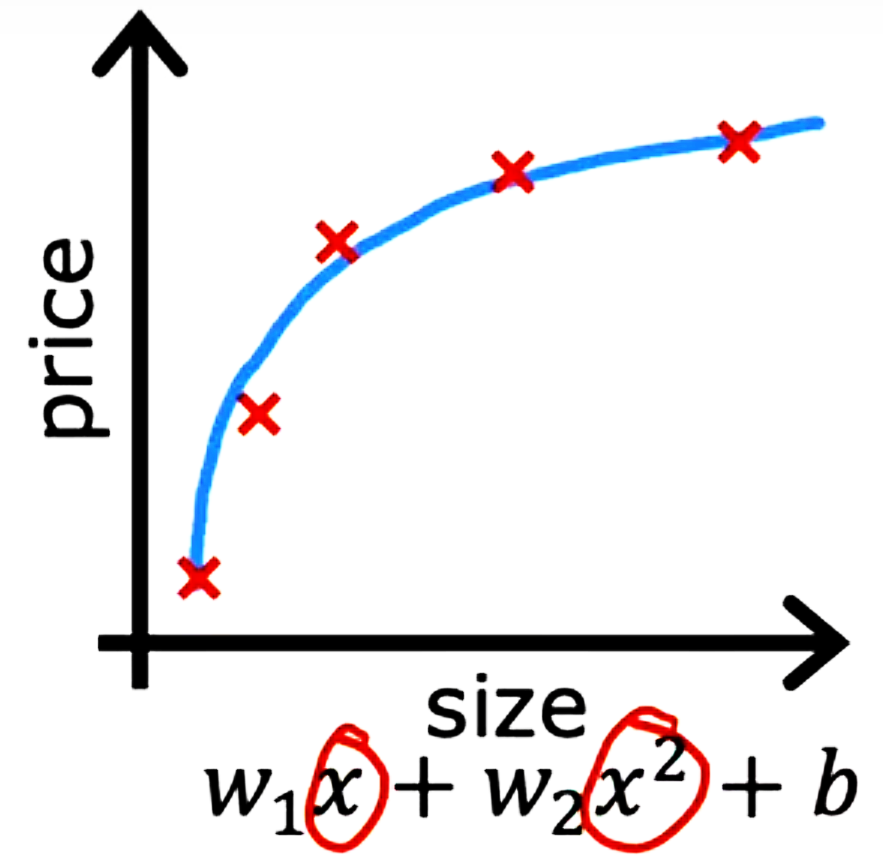 price
size
w₁x + w₂x² + b